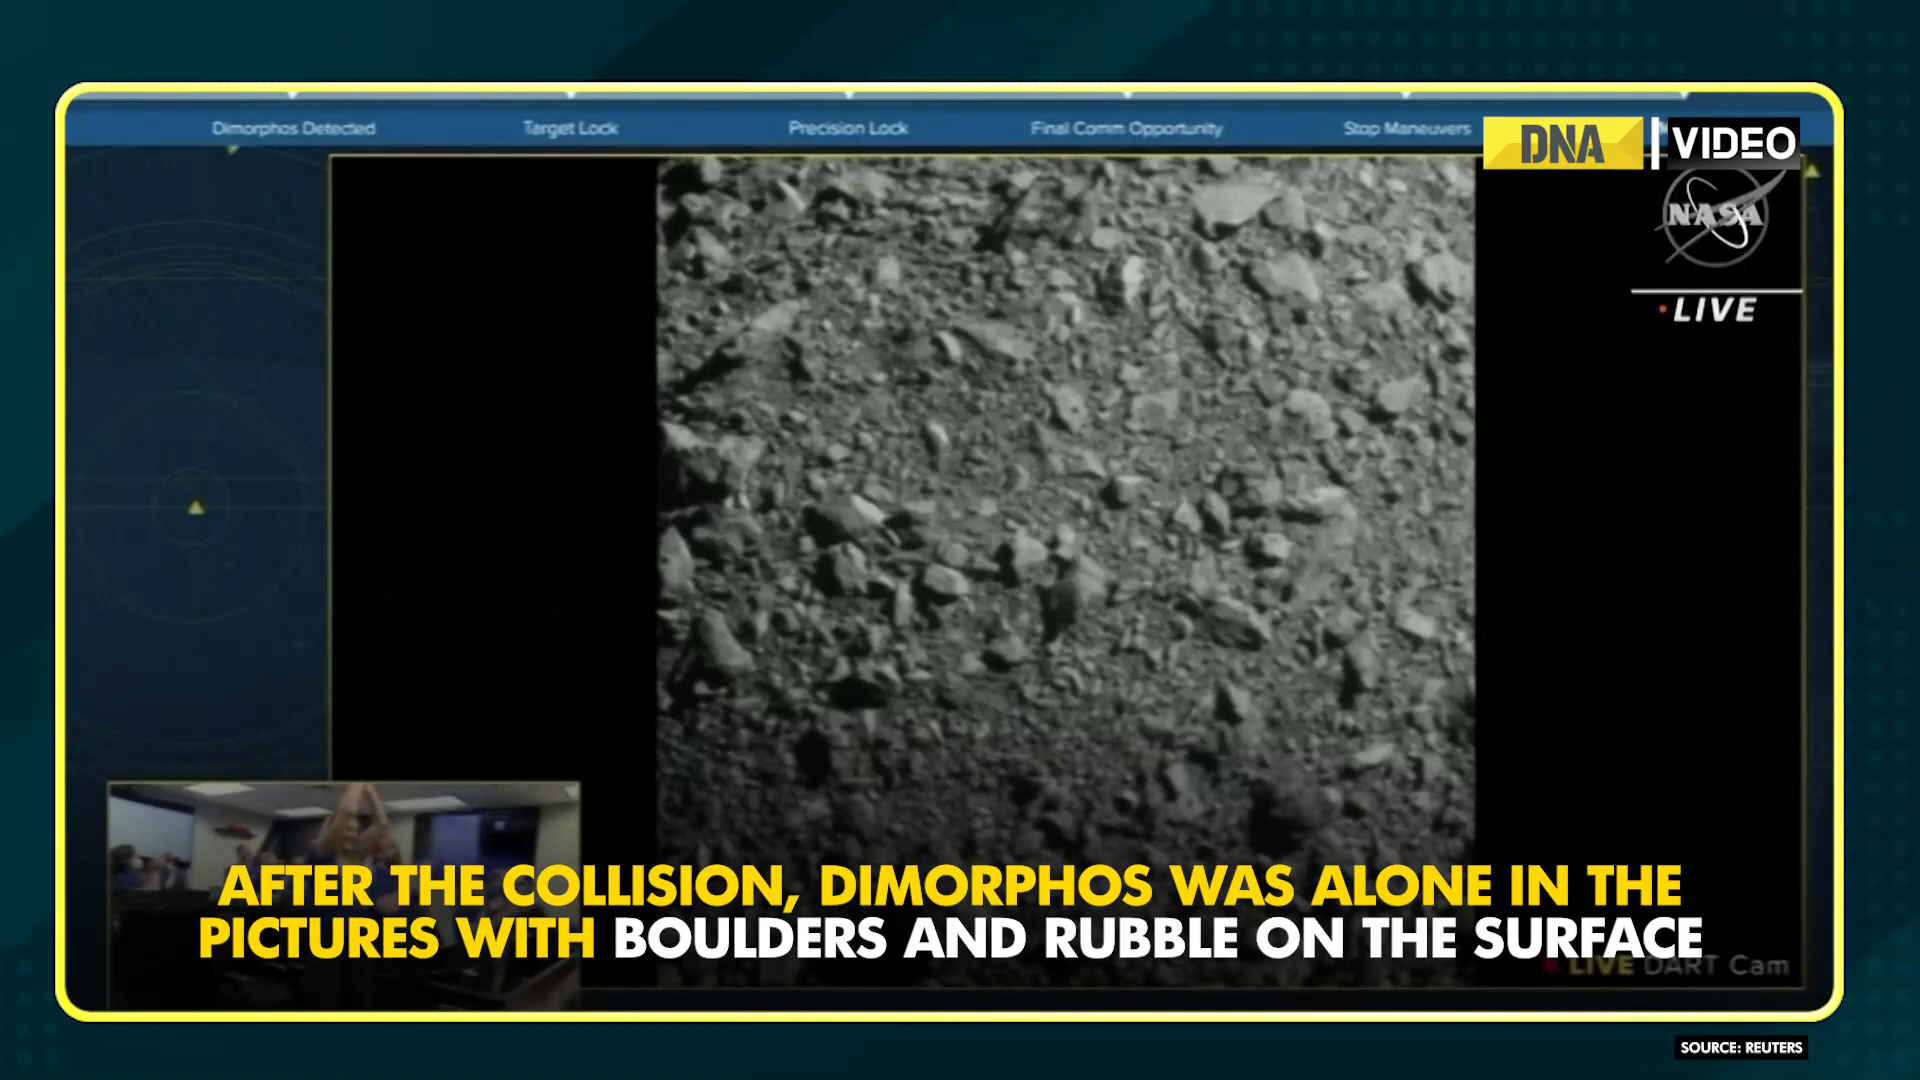 Dimorphos Detected
Target Lock
Precision Lock
Final Comm Opportunity
Stop Maneuvers
DNA
VIDEO
NASA
LIVE
AFTER THE COLLISION, DIMORPHOS WAS ALONE IN THE
PICTURES WITH BOULDERS AND RUBBLE ON THE SURFACE
LIVE DART Cam
SOURCE: REUTERS